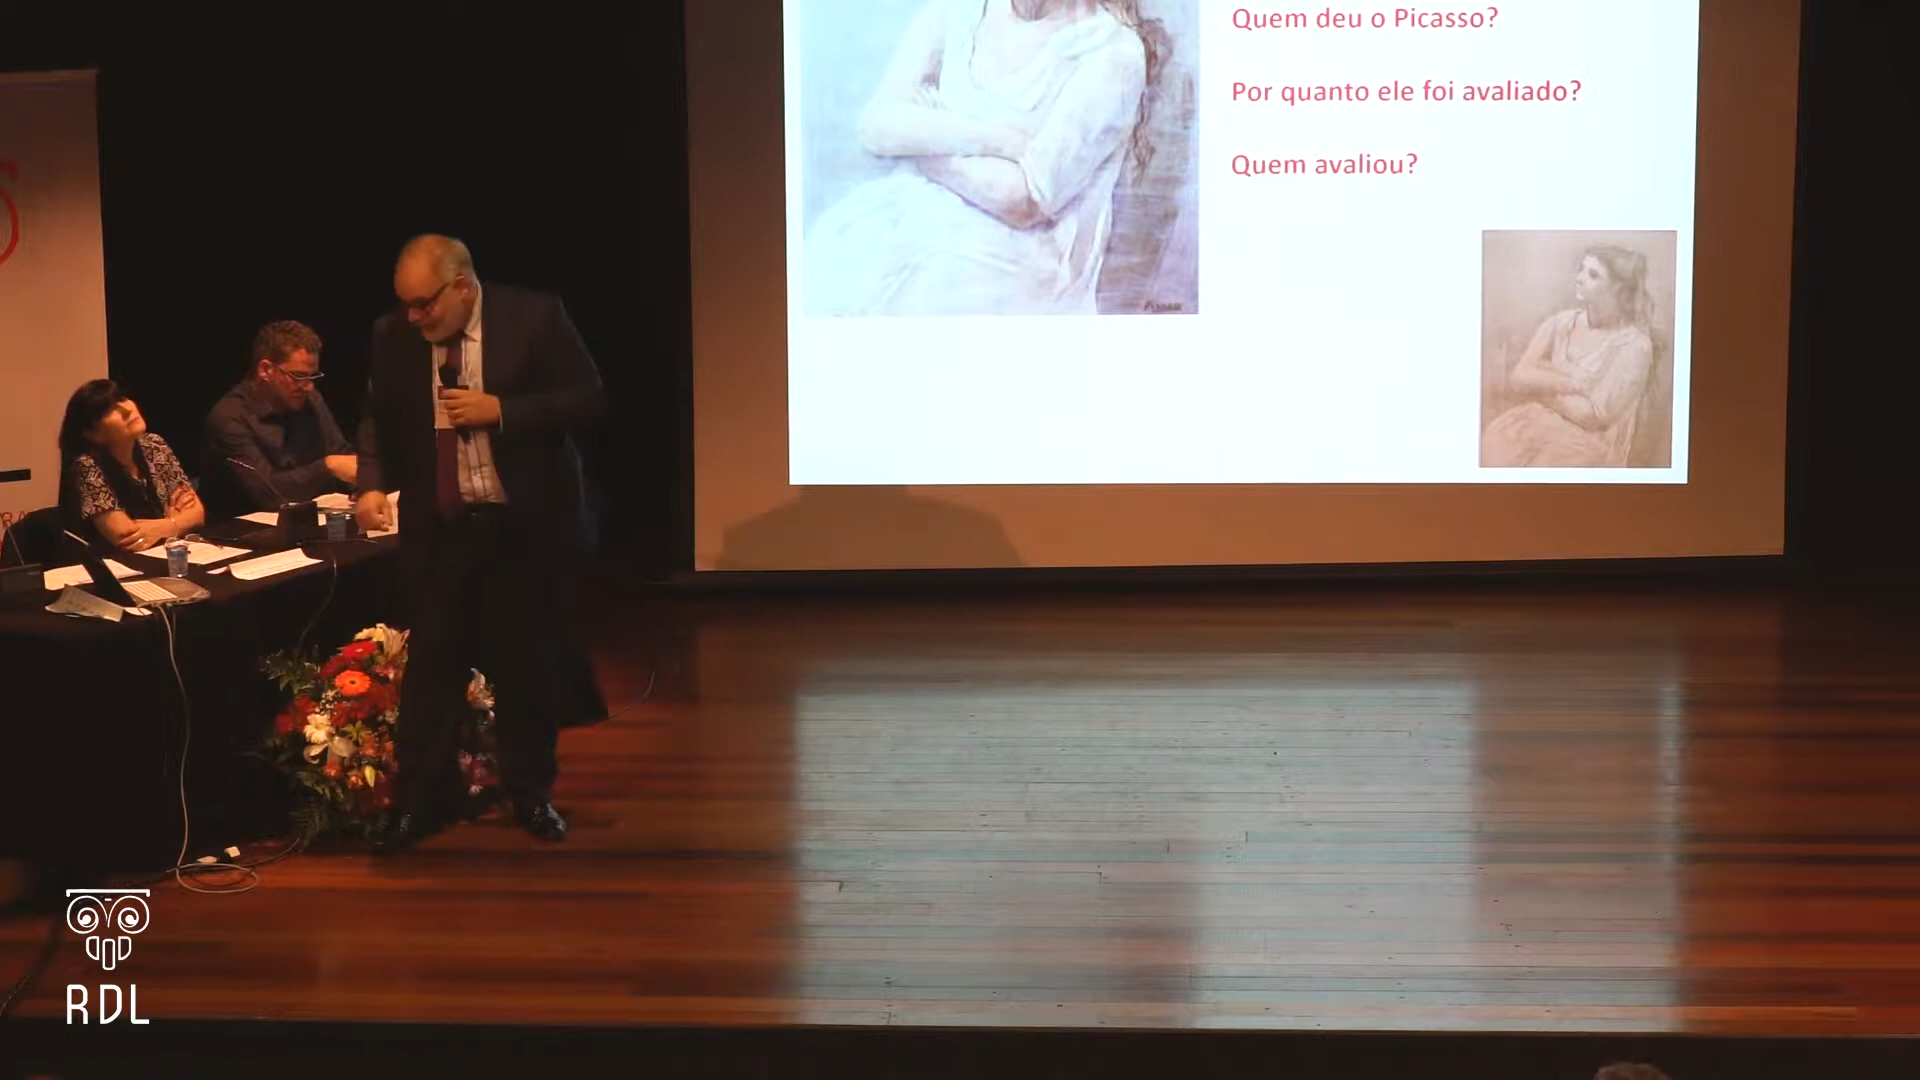 Quem deu o Picasso?
Por quanto ele foi avaliado?
Quem avaliou?
RDL